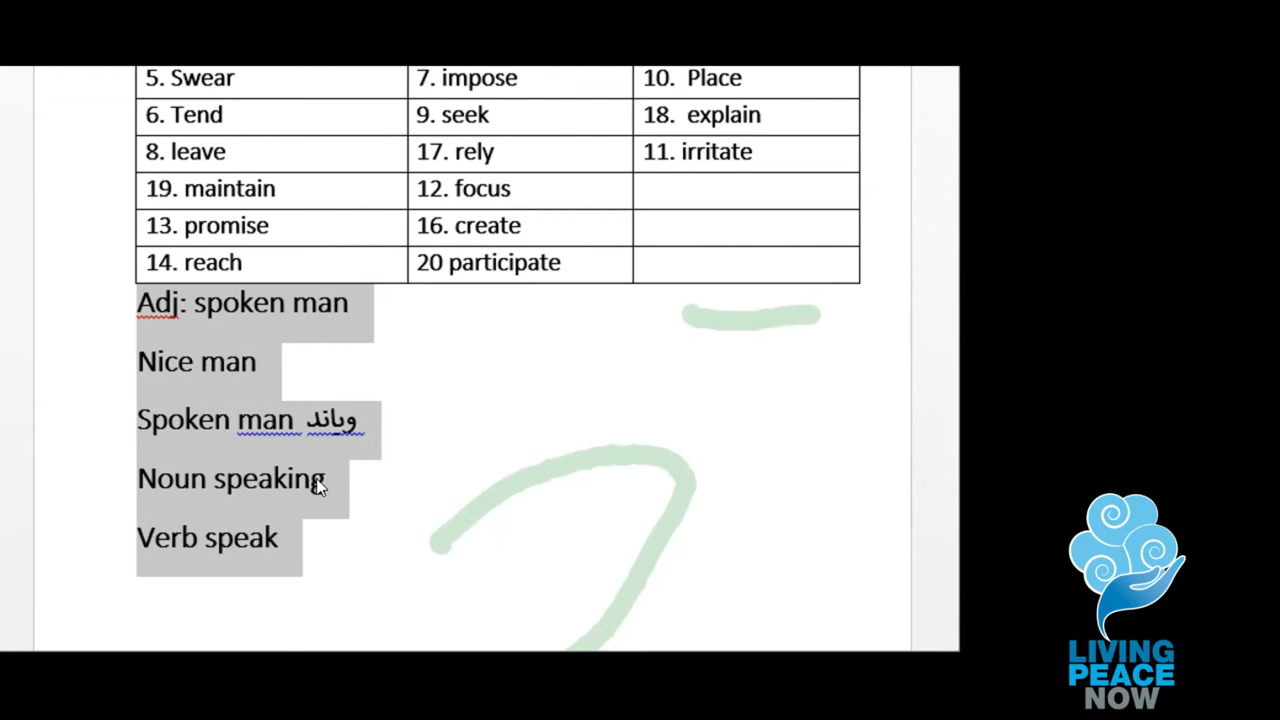 5. Swear 7. impose 10. Place
6. Tend 9. seek 18. explain
8. leave 17. rely 11. irritate
19. maintain 12. focus
13. promise 16. create
14. reach 20 participate
Adj: spoken man
Nice man
Spoken man ویاند
Noun speaking
Verb speak
LIVING
PEACE
NOW